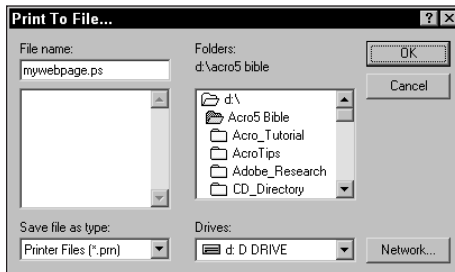 Print To File...
File name:
mywebpage.ps
Folders:
d:\acro5 bible
OK
Cancel
d:\
Acro5 Bible
Acro_Tutorial
AcroTips
Adobe_Research
CD_Directory
Save file as type:
Printer Files (*.prn)
Drives:
d: D DRIVE
Network...